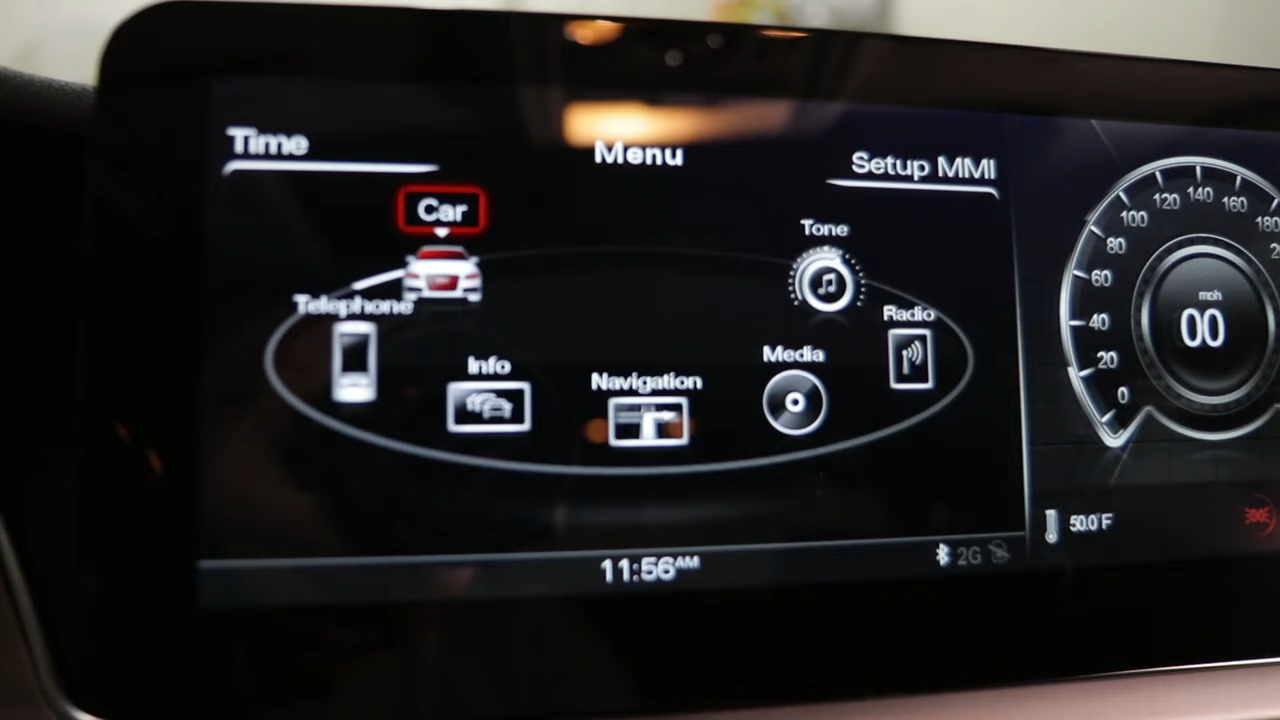 Time
Menu
Setup MMI
Car
Tone
Telephone
Radio
Info
Media
Navigation
11:56AM
2G
0
20
40
60
80
100
120
140
160
180
mph
00
50.0°F